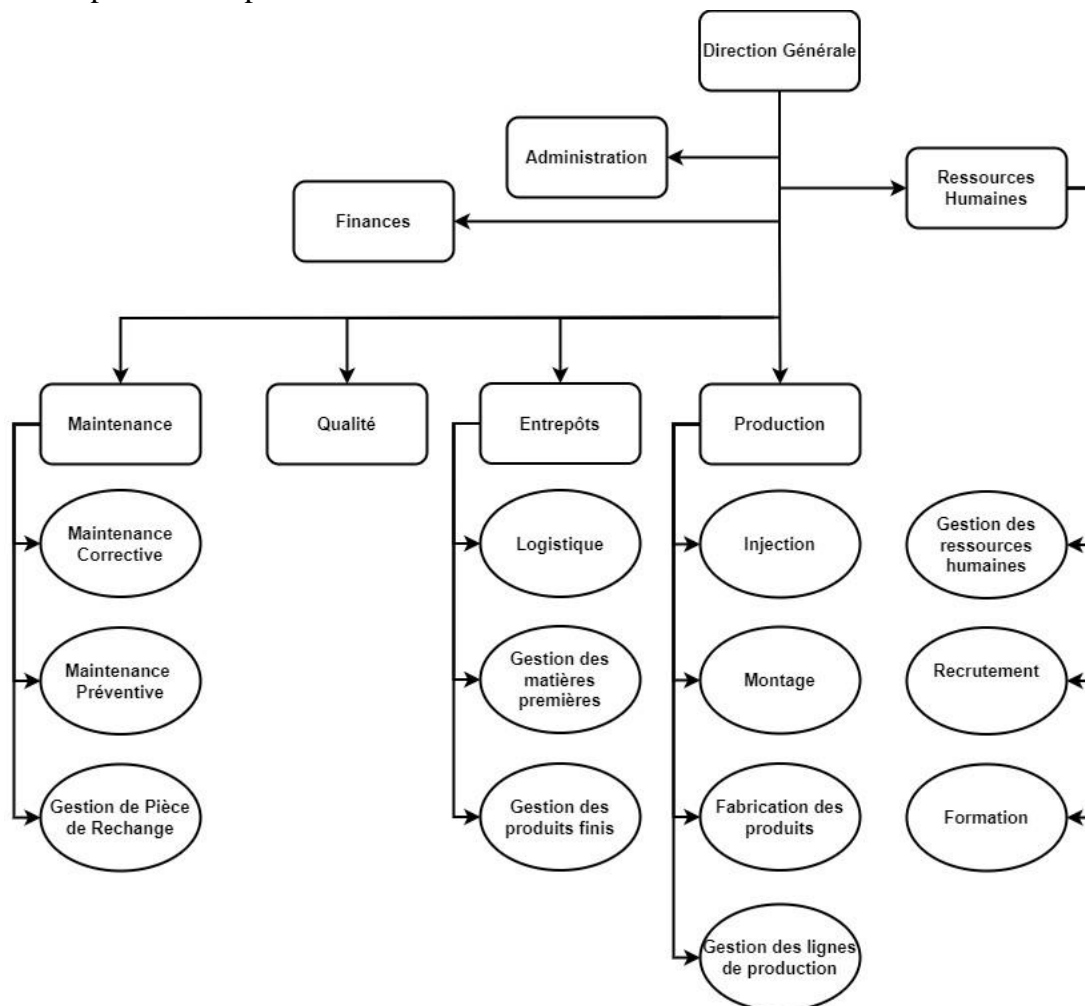 Direction Générale
Administration
Ressources
Humaines
Finances
Maintenance
Qualité
Entrepôts
Production
Maintenance
Corrective
Logistique
Injection
Gestion des
ressources
humaines
Maintenance
Préventive
Gestion des
matières
premières
Montage
Recrutement
Gestion de Pièce
de Rechange
Gestion des
produits finis
Fabrication des
produits
Formation
Gestion des lignes
de production